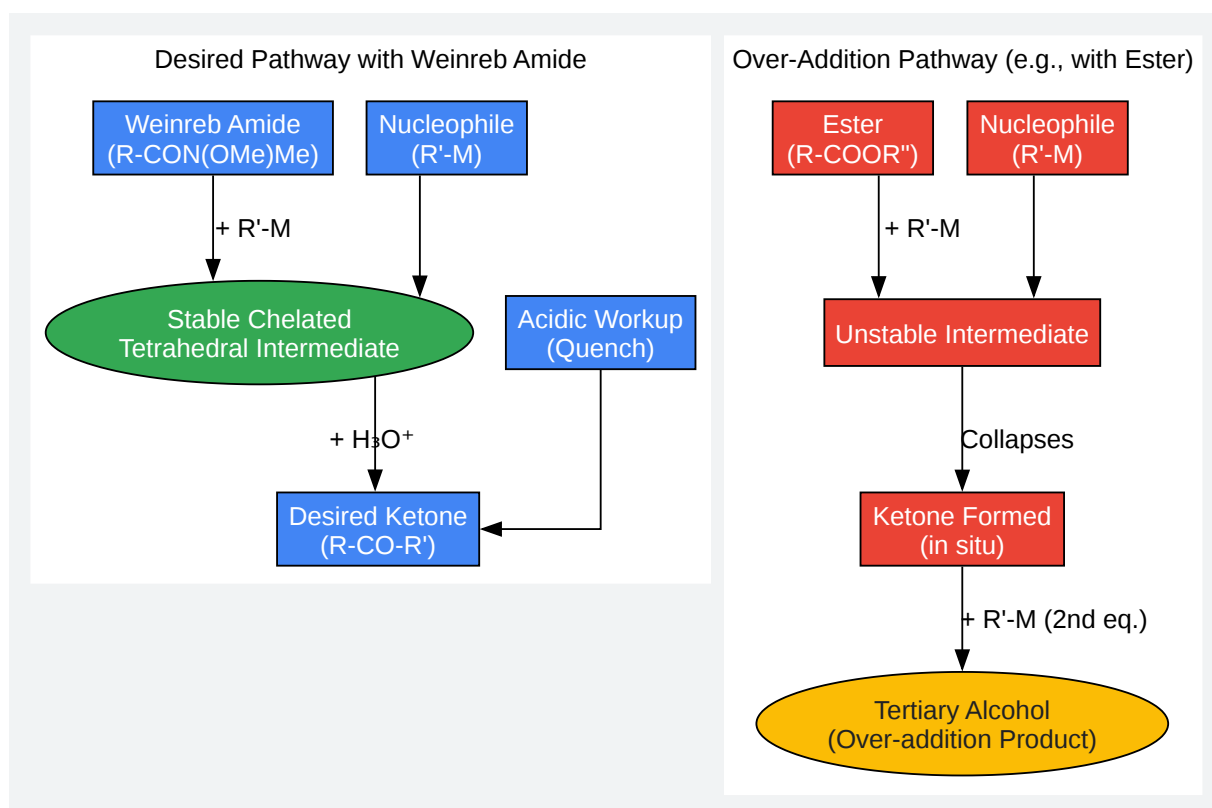 Desired Pathway with Weinreb Amide
Weinreb Amide
(R-CON(OMe)Me)
Nucleophile
(R'-M)
+ R'-M
Stable Chelated
Tetrahedral Intermediate
Acidic Workup
(Quench)
+ H₃O⁺
Desired Ketone
(R-CO-R')
Over-Addition Pathway (e.g., with Ester)
Ester
(R-COOR")
Nucleophile
(R'-M)
+ R'-M
Unstable Intermediate
Collapses
Ketone Formed
(in situ)
+ R'-M (2nd eq.)
Tertiary Alcohol
(Over-addition Product)